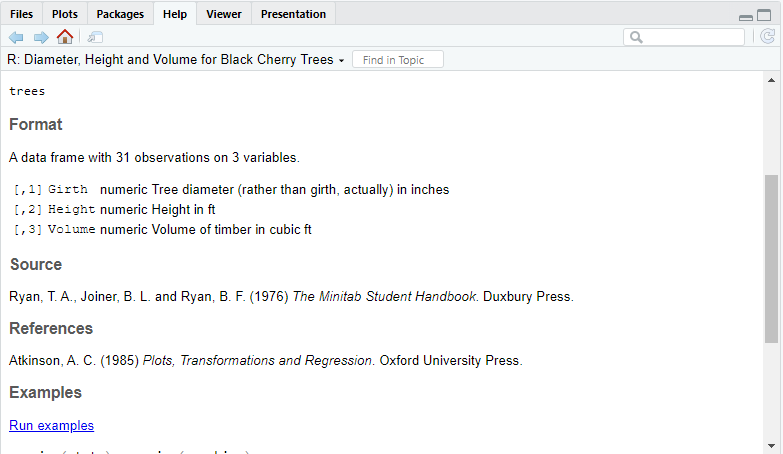 Files Plots Packages Help Viewer Presentation
R: Diameter, Height and Volume for Black Cherry Trees Find in Topic
trees
Format
A data frame with 31 observations on 3 variables.
[,1] Girth numeric Tree diameter (rather than girth, actually) in inches
[,2] Height numeric Height in ft
[,3] Volume numeric Volume of timber in cubic ft
Source
Ryan, T. A., Joiner, B. L. and Ryan, B. F. (1976) The Minitab Student Handbook. Duxbury Press.
References
Atkinson, A. C. (1985) Plots, Transformations and Regression. Oxford University Press.
Examples
Run examples